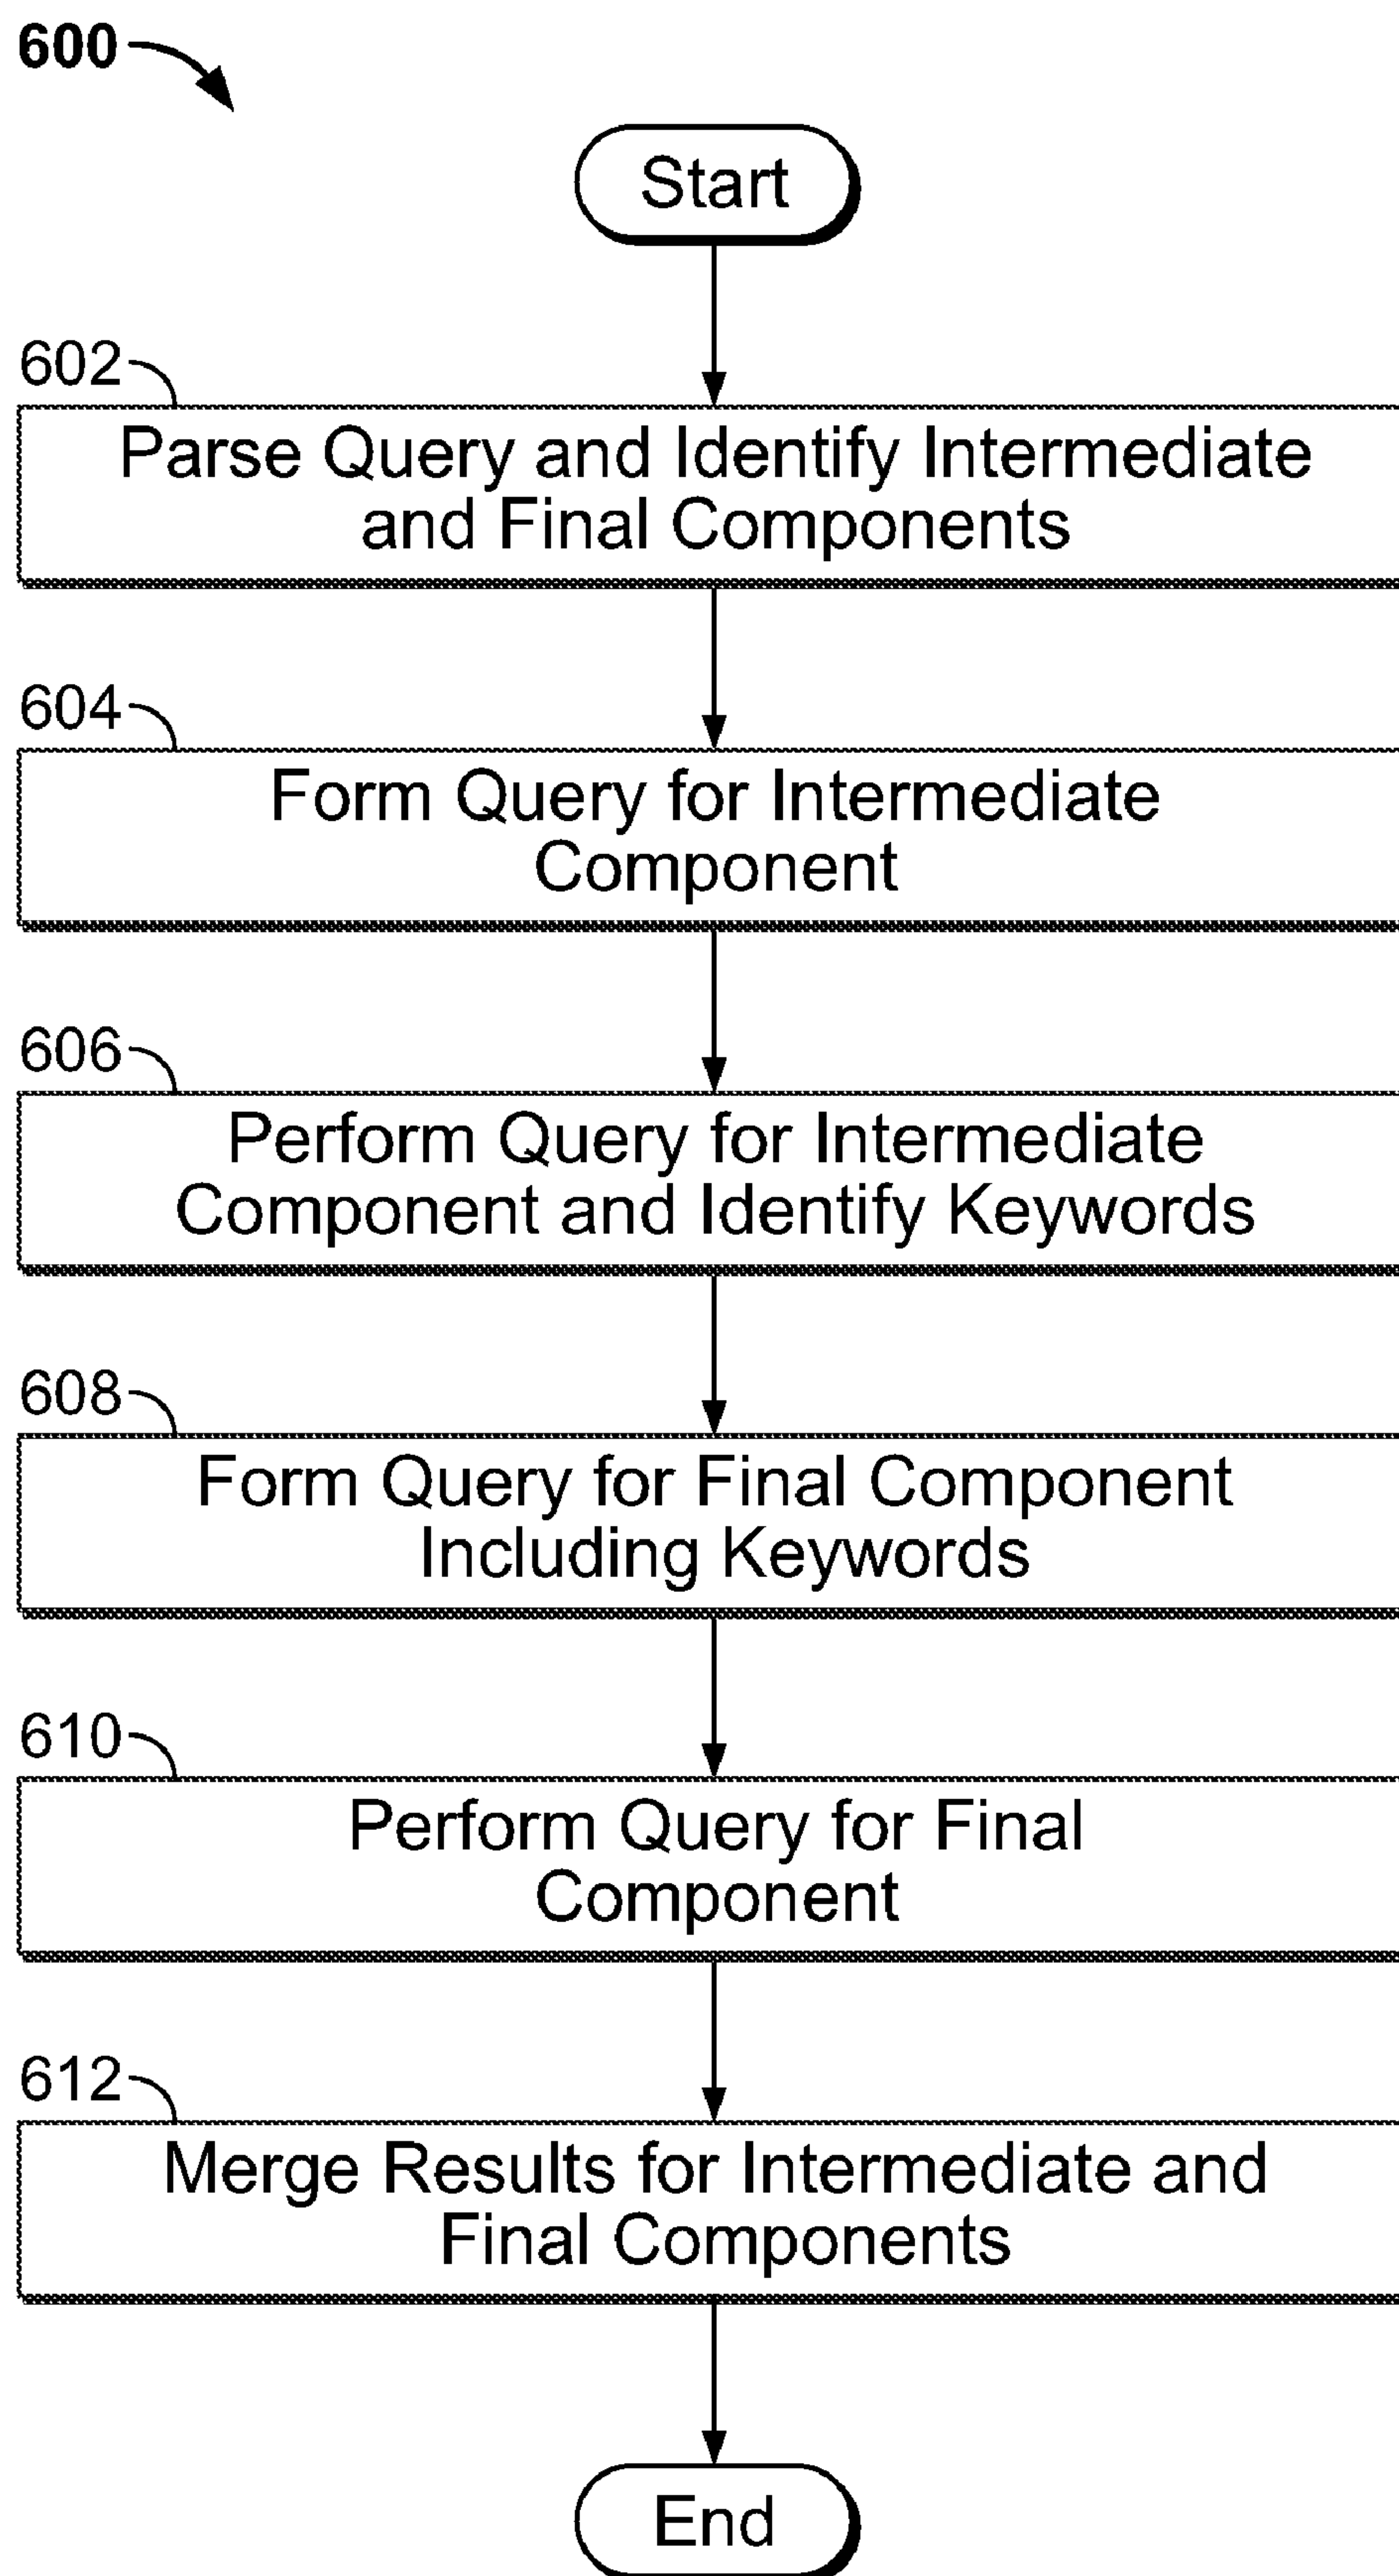 600
Start
602
Parse Query and Identify Intermediate
and Final Components
604
Form Query for Intermediate
Component
606
Perform Query for Intermediate
Component and Identify Keywords
608
Form Query for Final Component
Including Keywords
610
Perform Query for Final
Component
612
Merge Results for Intermediate and
Final Components
End